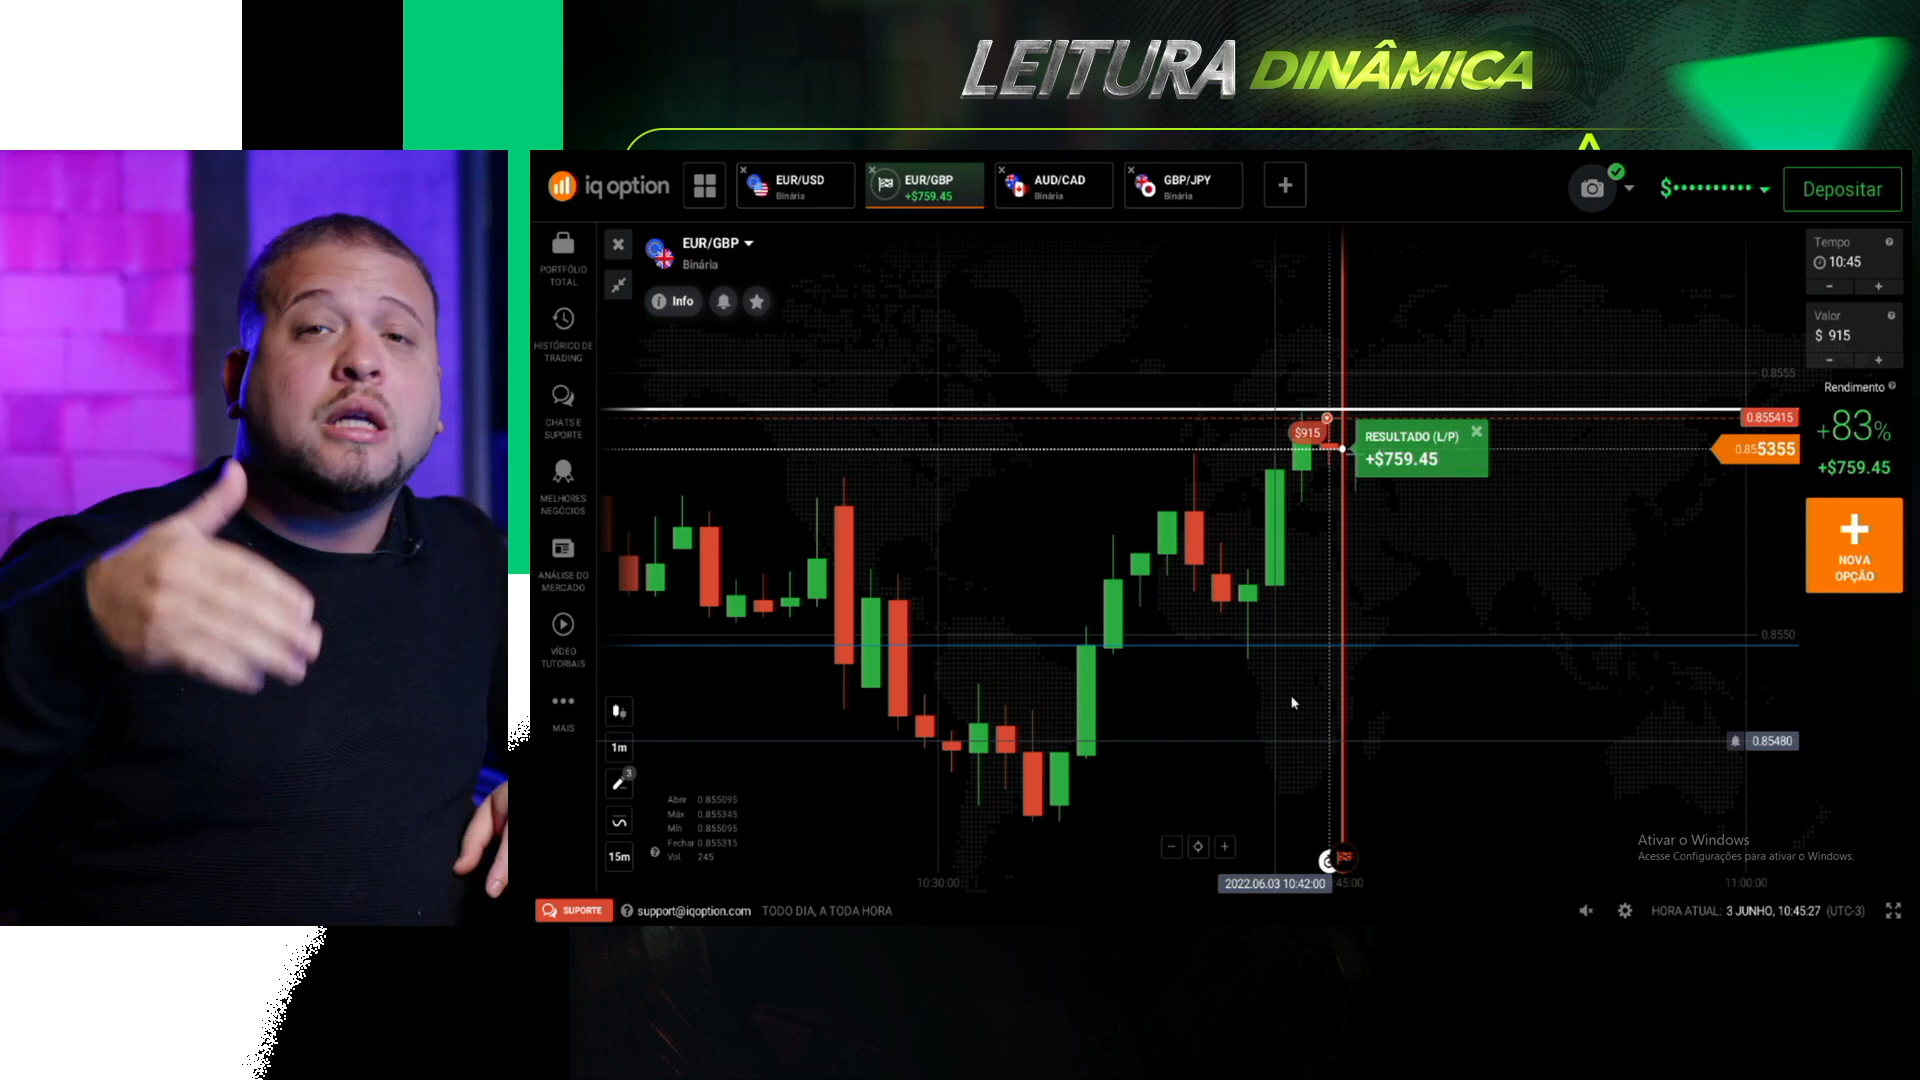 LEITURA DINÂMICA
iq option
EUR/USD
Binária
EUR/GBP
+$759.45
AUD/CAD
Binária
GBP/JPY
Binária
Depositar
PORTFÓLIO
TOTAL
HISTÓRICO DE
TRADING
CHATS E
SUPORTE
MELHORES
NEGÓCIOS
ANÁLISE DO
MERCADO
VÍDEO
TUTORIAIS
MAIS
EUR/GBP
Binária
Info
1m
3
15m
Abrir 0.855095
Máx 0.855345
Mín 0.855095
Fechar 0.855315
Vol. 245
$915
RESULTADO (L/P)
+$759.45
0.8555
0.855415
0.855355
0.8550
0.85480
10:30:00
2022.06.03 10:42:00
45:00
11:00:00
Tempo
10:45
Valor
$ 915
Rendimento
+83%
+$759.45
NOVA
OPÇÃO
Ativar o Windows
Acesse Configurações para ativar o Windows.
SUPORTE
support@iqoption.com
TODO DIA, A TODA HORA
HORA ATUAL: 3 JUNHO, 10:45:27 (UTC-3)